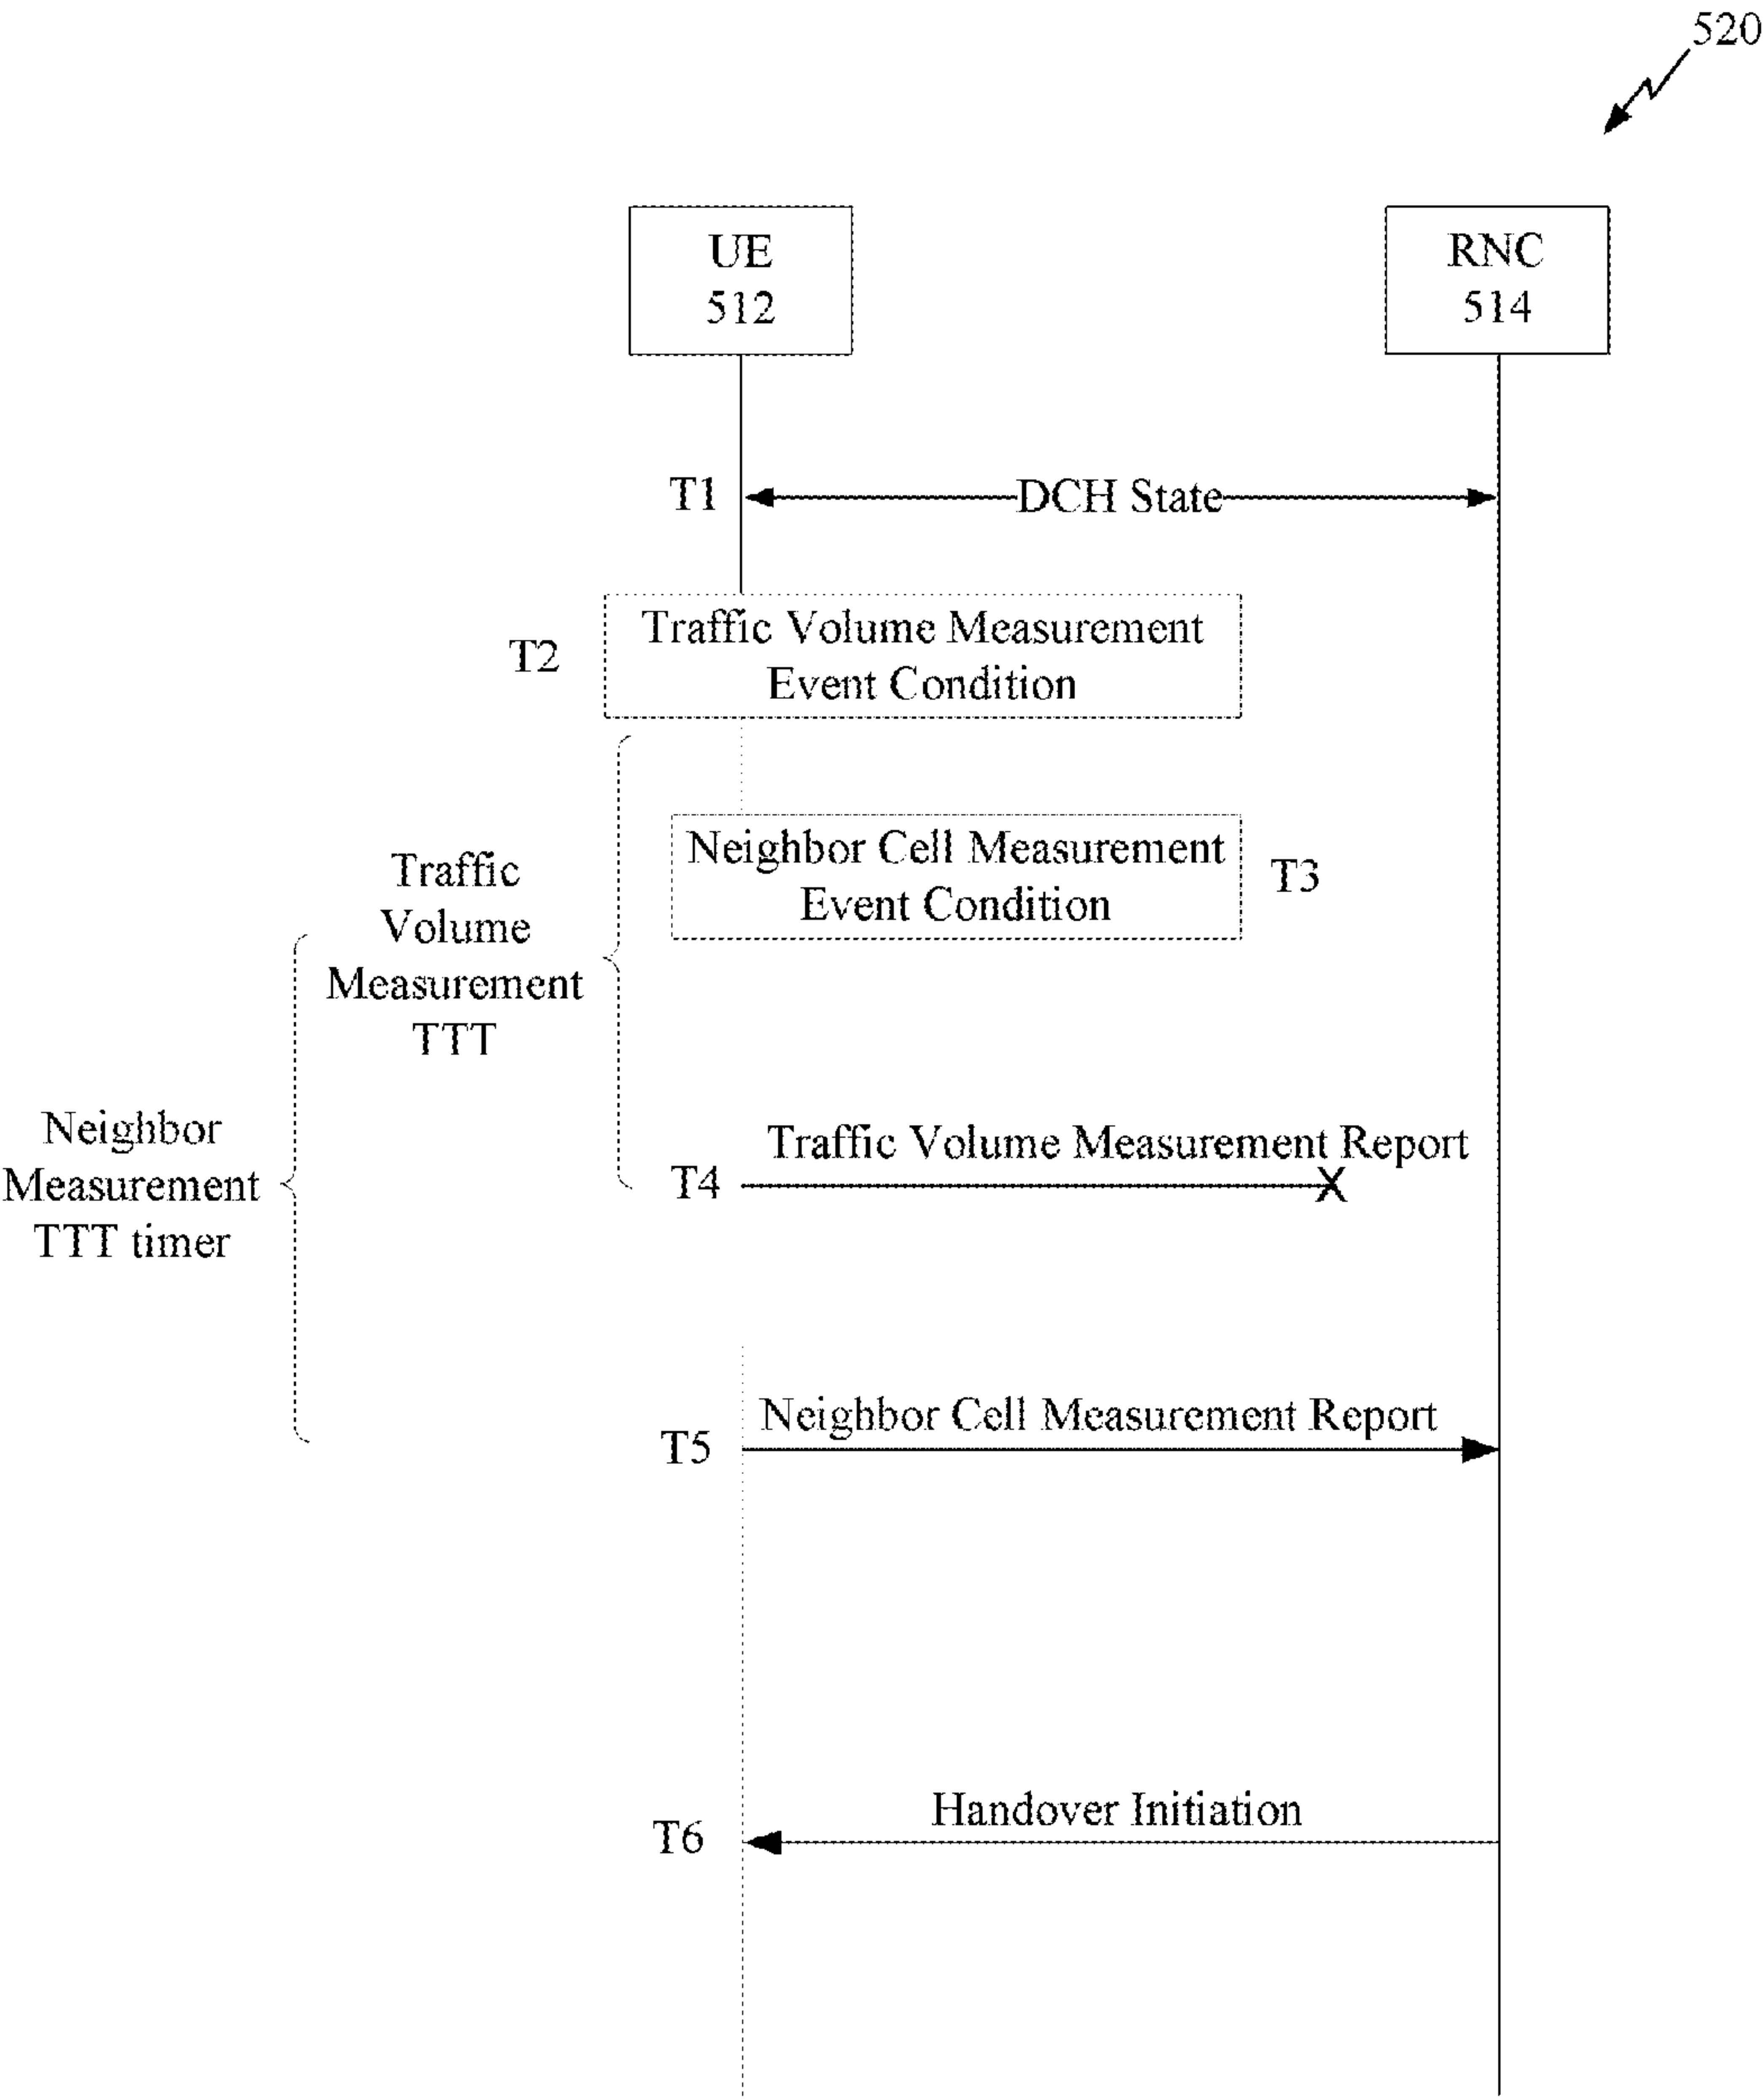 520
UE
512
RNC
514
T1
DCH State
T2
Traffic Volume Measurement
Event Condition
Neighbor Cell Measurement
Event Condition
T3
Traffic
Volume
Measurement
TTT
Neighbor
Measurement
TTT timer
Traffic Volume Measurement Report
T4
X
Neighbor Cell Measurement Report
T5
Handover Initiation
T6